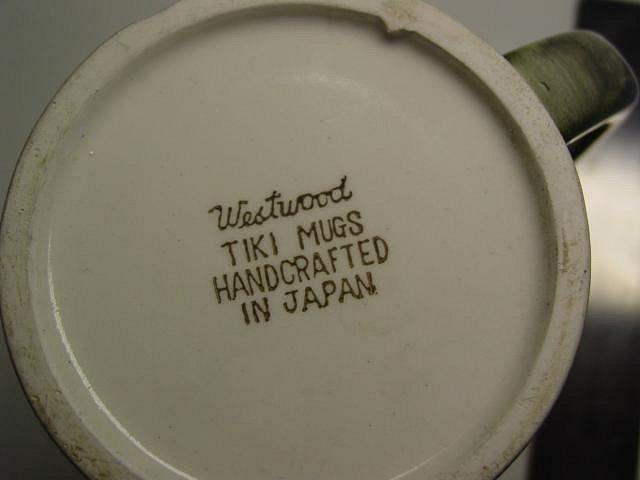 Westwood
TIKI MUGS
HANDCRAFTED
IN JAPAN